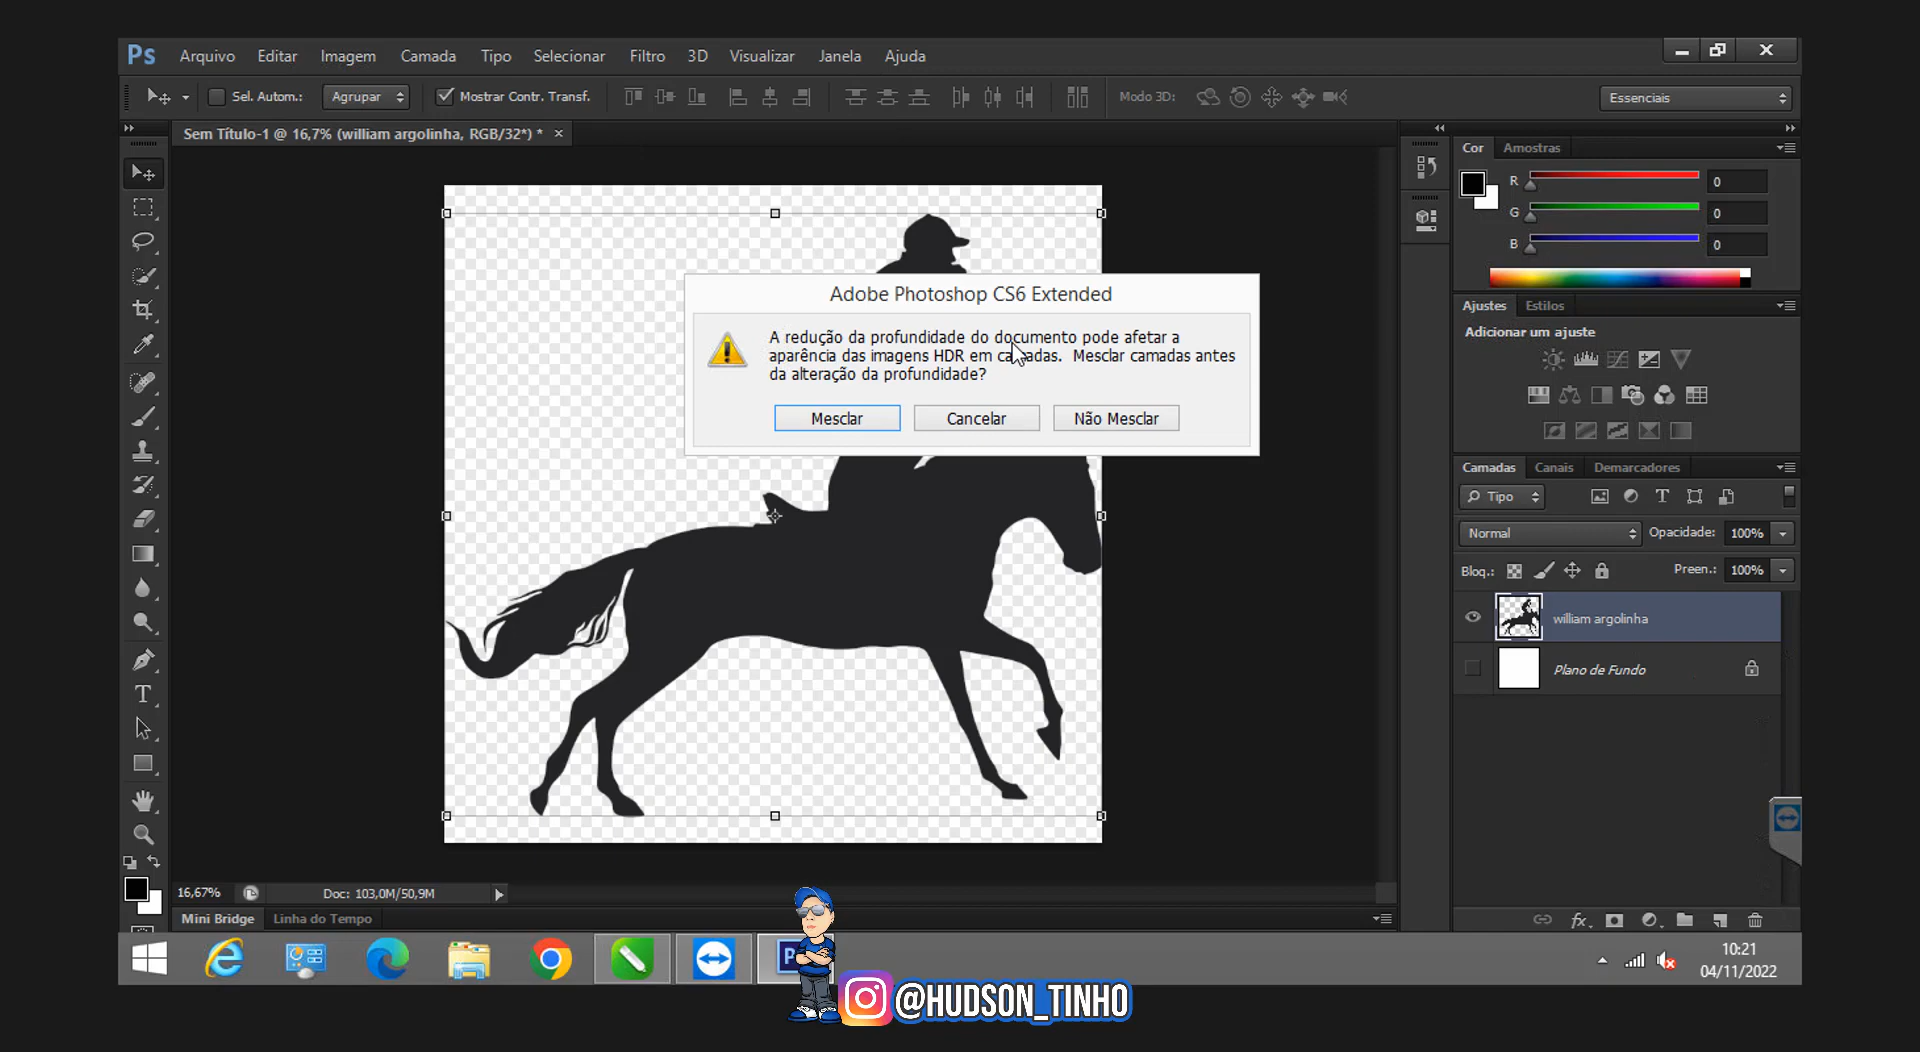 Ps Arquivo Editar Imagem Camada Tipo Selecionar Filtro 3D Visualizar Janela Ajuda
Sel. Autom.: Agrupar Mostrar Contr. Transf. Modo 3D: Essenciais
Sem Título-1 @ 16,7% (william argolinha, RGB/32*) *
Cor Amostras
R 0
G 0
B 0
Ajustes Estilos
Adicionar um ajuste
Adobe Photoshop CS6 Extended
A redução da profundidade do documento pode afetar a
aparência das imagens HDR em camadas. Mesclar camadas antes
da alteração da profundidade?
Mesclar Cancelar Não Mesclar
Camadas Canais Demarcadores
Tipo
Normal Opacidade: 100%
Bloq.: Preen.: 100%
william argolinha
Plano de Fundo
16,67% Doc: 103,0M/50,9M
Mini Bridge Linha do Tempo
10:21
04/11/2022
@HUDSON_TINHO